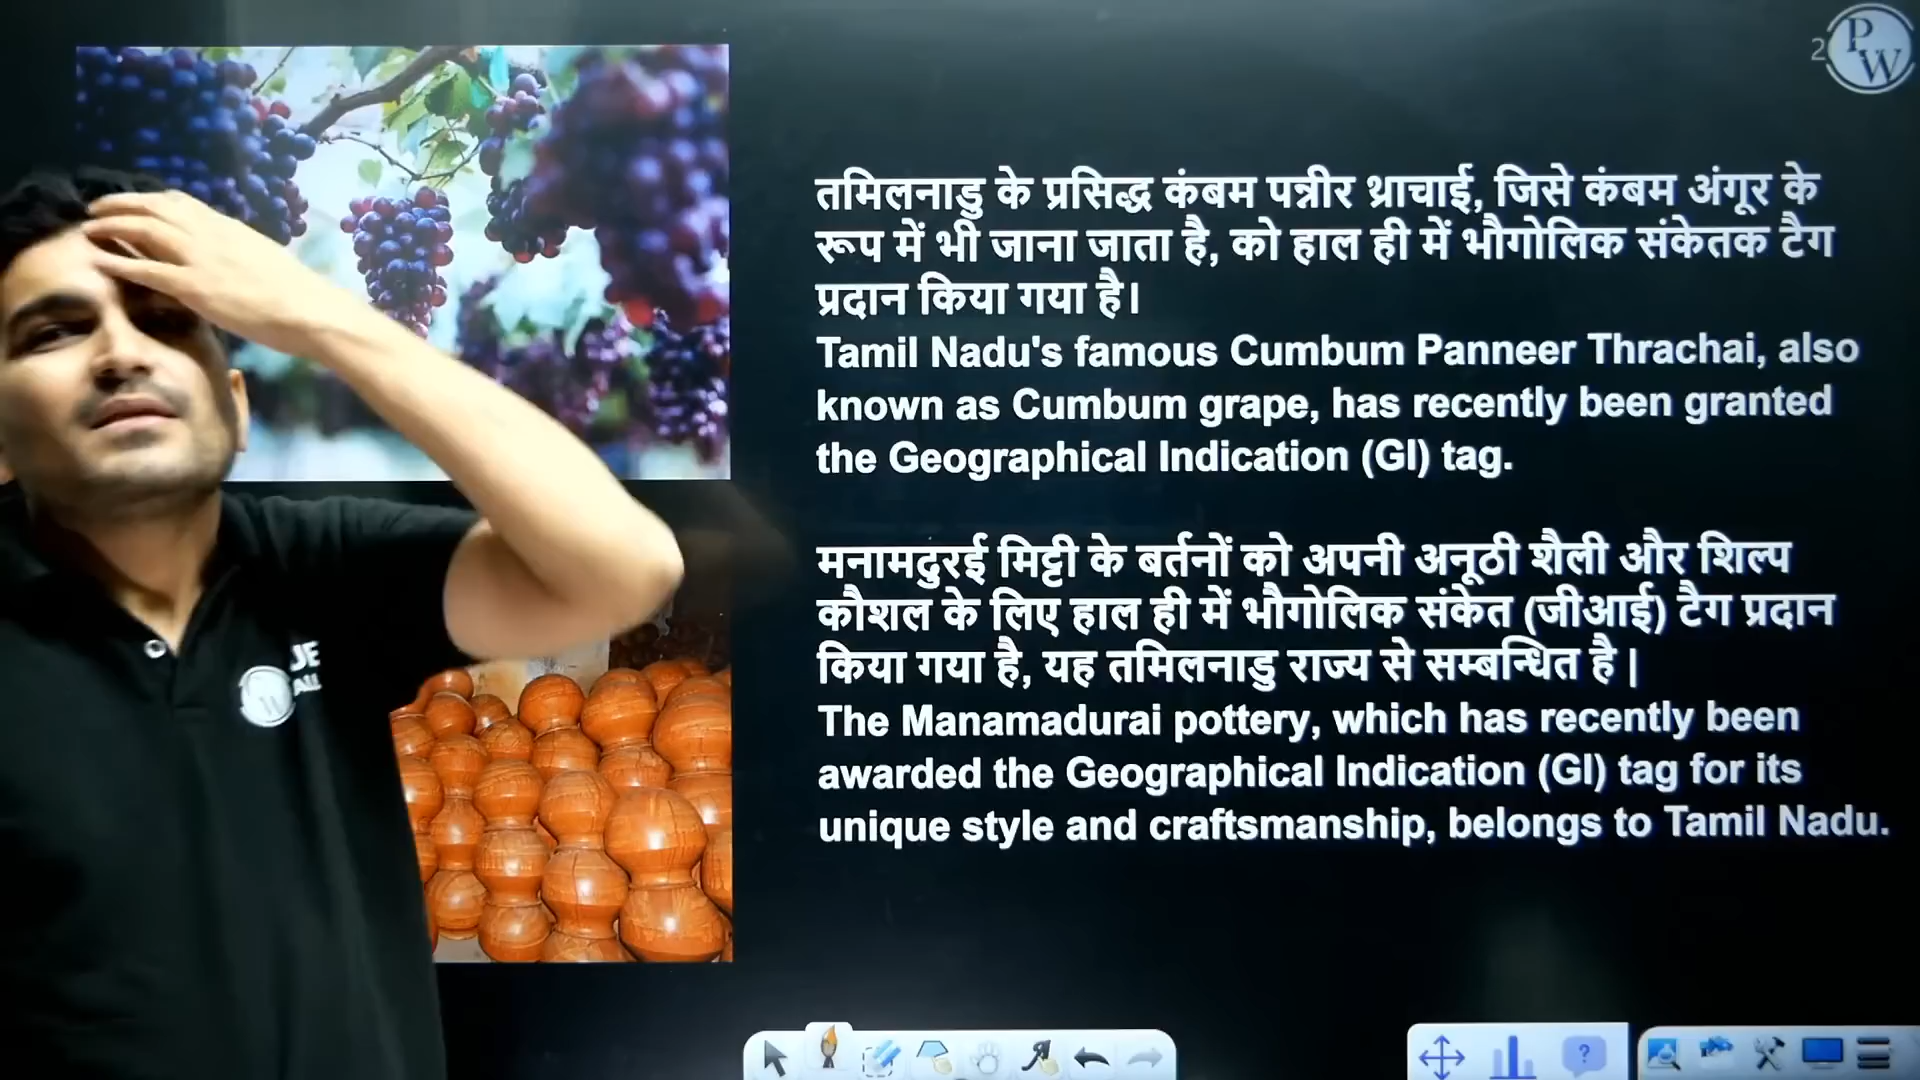 2
PW
तमिलनाडु के प्रसिद्ध कंबम पन्नीर थ्राचाई, जिसे कंबम अंगूर के
रूप में भी जाना जाता है, को हाल ही में भौगोलिक संकेतक टैग
प्रदान किया गया है।
Tamil Nadu's famous Cumbum Panneer Thrachai, also
known as Cumbum grape, has recently been granted
the Geographical Indication (GI) tag.
मनामदुरई मिट्टी के बर्तनों को अपनी अनूठी शैली और शिल्प
कौशल के लिए हाल ही में भौगोलिक संकेत (जीआई) टैग प्रदान
किया गया है, यह तमिलनाडु राज्य से सम्बन्धित है |
The Manamadurai pottery, which has recently been
awarded the Geographical Indication (GI) tag for its
unique style and craftsmanship, belongs to Tamil Nadu.